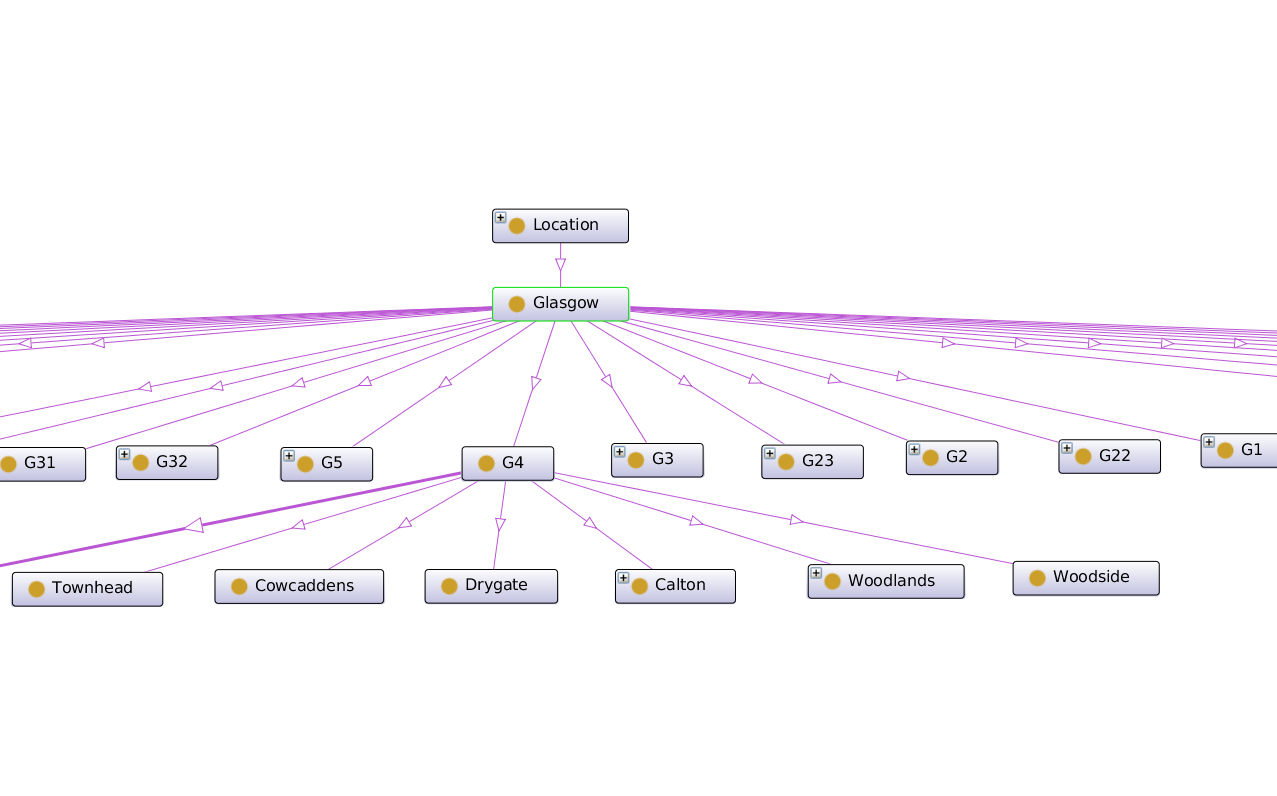 Location
Glasgow
G31
G32
G5
G4
G3
G23
G2
G22
G1
Townhead
Cowcaddens
Drygate
Calton
Woodlands
Woodside